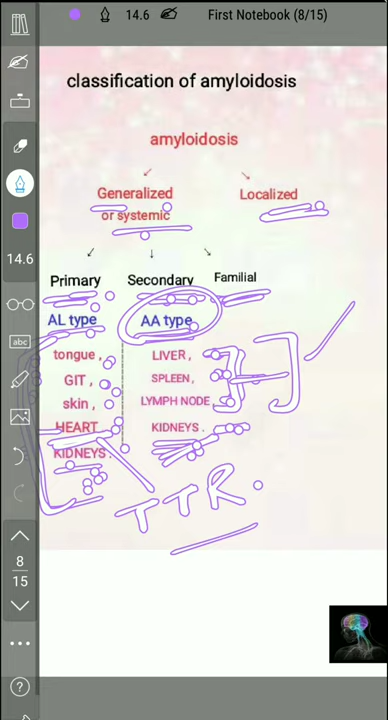 14.6 First Notebook (8/15)
classification of amyloidosis
amyloidosis
Generalized Localized
or systemic
Primary Secondary Familial
AL type AA type
14.6
tongue, LIVER,
abc
GIT, SPLEEN,
skin, LYMPH NODE
HEART KIDNEYS.
KIDNEYS.
TTR.
8
15
?